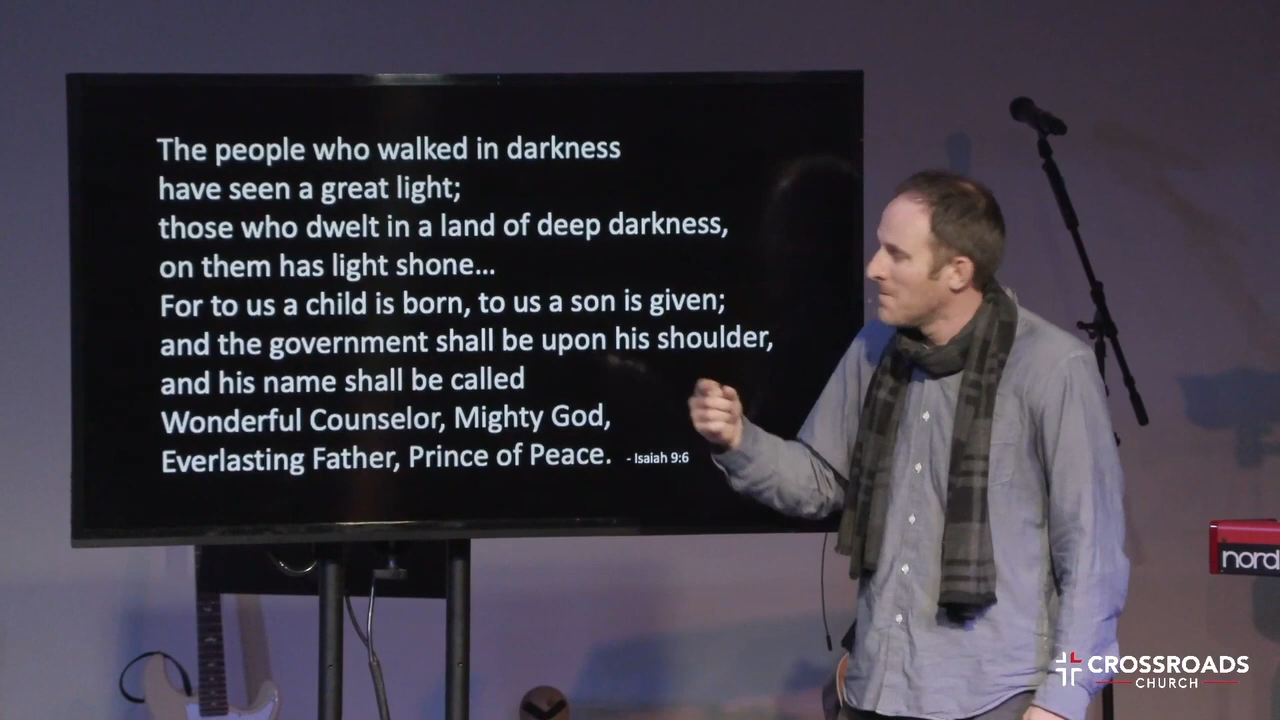 The people who walked in darkness
have seen a great light;
those who dwelt in a land of deep darkness,
on them has light shone...
For to us a child is born, to us a son is given;
and the government shall be upon his shoulder,
and his name shall be called
Wonderful Counselor, Mighty God,
Everlasting Father, Prince of Peace. - Isaiah 9:6
nord
CROSSROADS
CHURCH